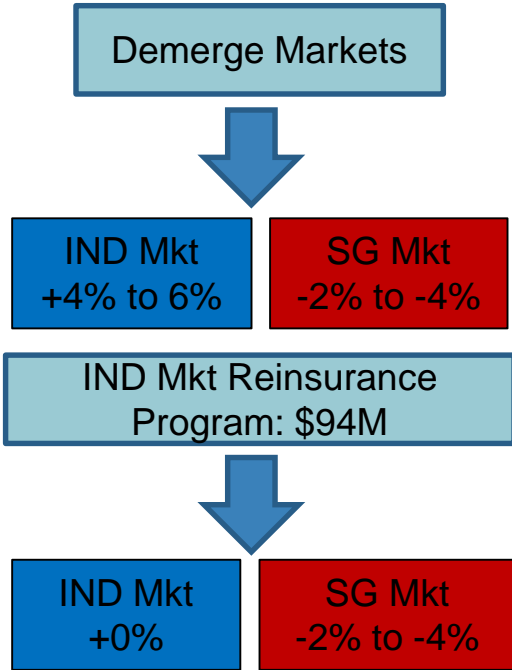 Demerge Markets
IND Mkt
+4% to 6%
SG Mkt
-2% to -4%
IND Mkt Reinsurance
Program: $94M
IND Mkt
+0%
SG Mkt
-2% to -4%